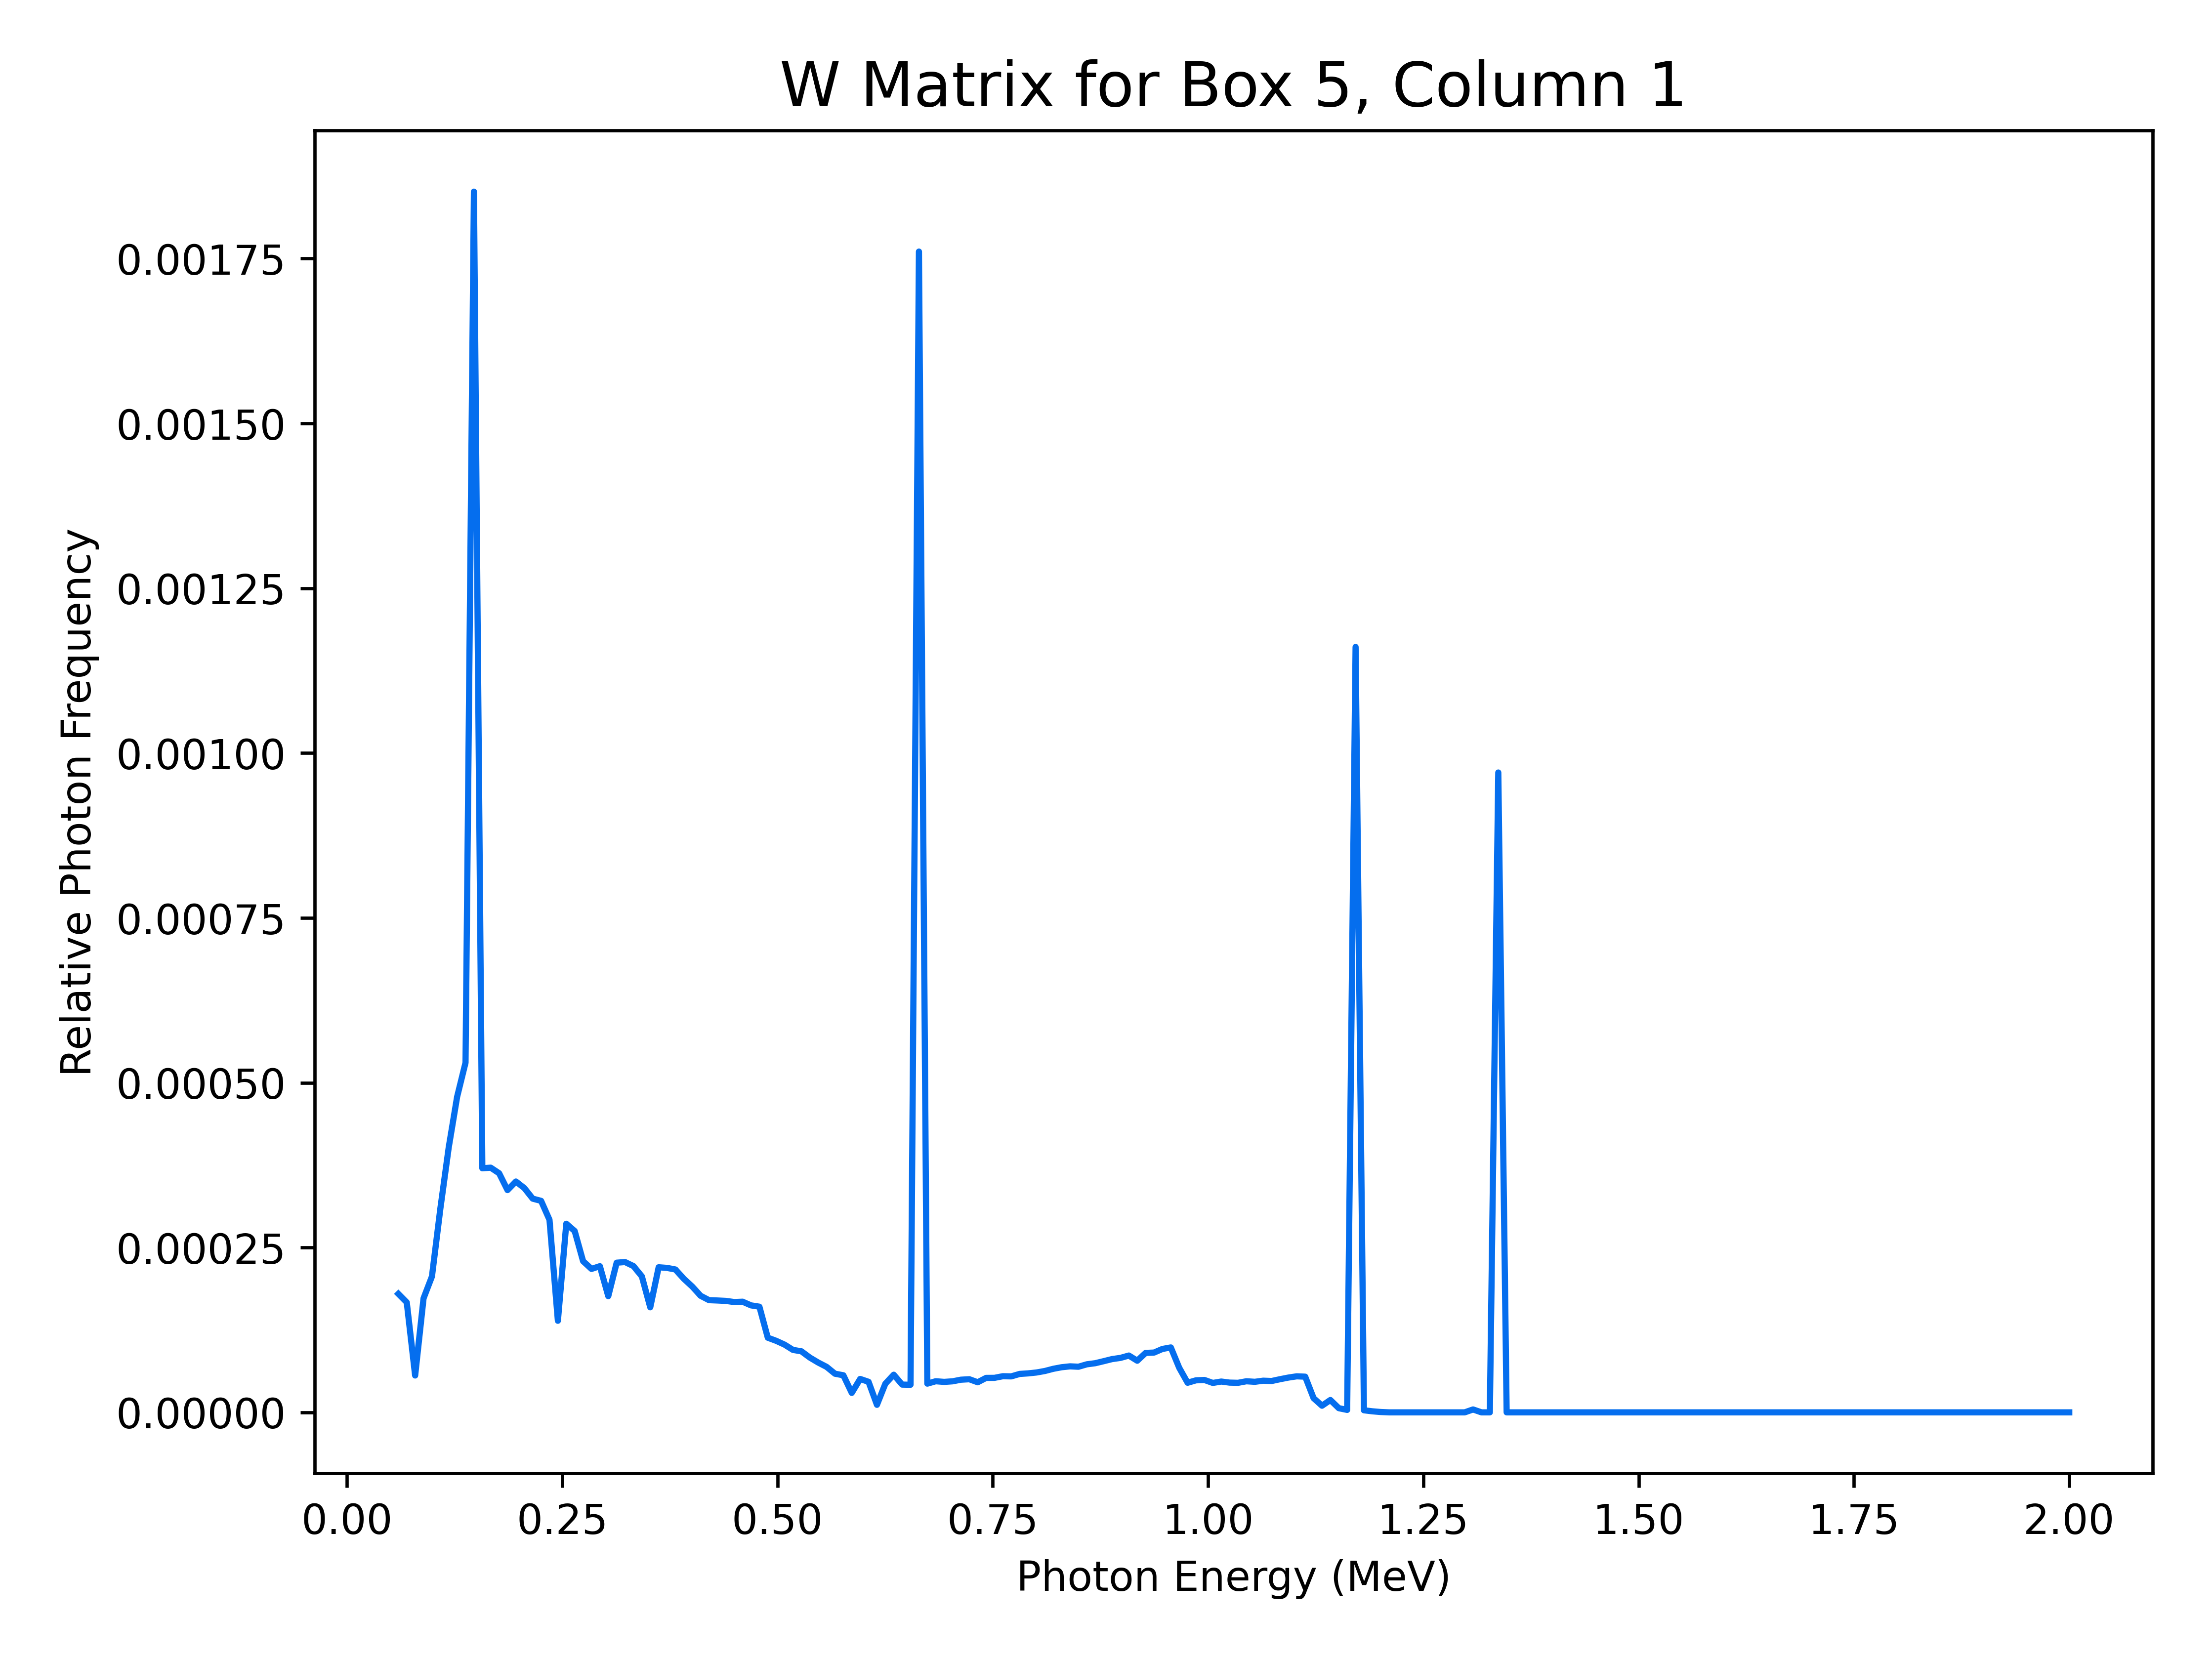 W Matrix for Box 5, Column 1
Relative Photon Frequency
0.00175
0.00150
0.00125
0.00100
0.00075
0.00050
0.00025
0.00000
0.00 0.25 0.50 0.75 1.00 1.25 1.50 1.75 2.00
Photon Energy (MeV)